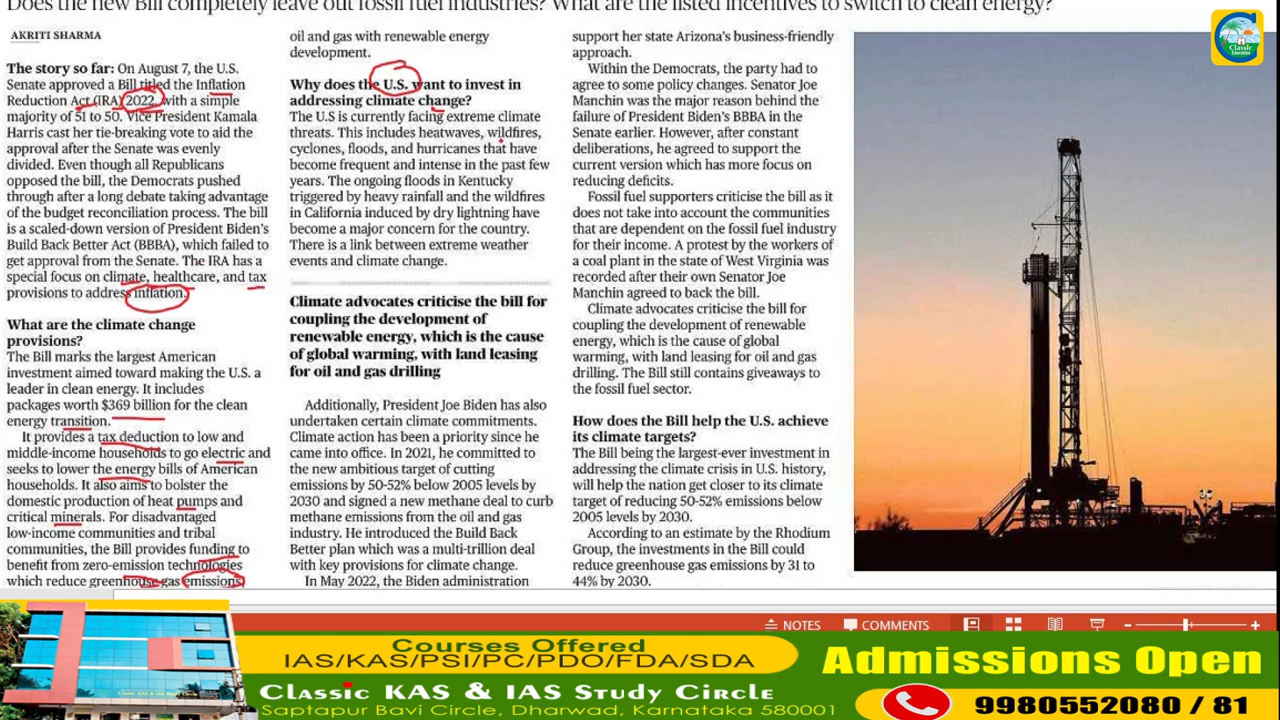 Does the new Bill completely leave out fossil fuel industries? What are the listed incentives to switch to clean energy?
AKRITI SHARMA
The story so far: On August 7, the U.S.
Senate approved a Bill titled the Inflation
Reduction Act (IRA) 2022, with a simple
majority of 51 to 50. Vice President Kamala
Harris cast her tie-breaking vote to aid the
approval after the Senate was evenly
divided. Even though all Republicans
opposed the bill, the Democrats pushed
through after a long debate taking advantage
of the budget reconciliation process. The bill
is a scaled-down version of President Biden's
Build Back Better Act (BBBA), which failed to
get approval from the Senate. The IRA has a
special focus on climate, healthcare, and tax
provisions to address inflation.
What are the climate change
provisions?
The Bill marks the largest American
investment aimed toward making the U.S. a
leader in clean energy. It includes
packages worth $369 billion for the clean
energy transition.
It provides a tax deduction to low and
middle-income households to go electric and
seeks to lower the energy bills of American
households. It also aims to bolster the
domestic production of heat pumps and
critical minerals. For disadvantaged
low-income communities and tribal
communities, the Bill provides funding to
benefit from zero-emission technologies
which reduce greenhouse gas emissions,
oil and gas with renewable energy
development.
Why does the U.S. want to invest in
addressing climate change?
The U.S is currently facing extreme climate
threats. This includes heatwaves, wildfires,
cyclones, floods, and hurricanes that have
become frequent and intense in the past few
years. The ongoing floods in Kentucky
triggered by heavy rainfall and the wildfires
in California induced by dry lightning have
become a major concern for the country.
There is a link between extreme weather
events and climate change.
Climate advocates criticise the bill for
coupling the development of
renewable energy, which is the cause
of global warming, with land leasing
for oil and gas drilling
Additionally, President Joe Biden has also
undertaken certain climate commitments.
Climate action has been a priority since he
came into office. In 2021, he committed to
the new ambitious target of cutting
emissions by 50-52% below 2005 levels by
2030 and signed a new methane deal to curb
methane emissions from the oil and gas
industry. He introduced the Build Back
Better plan which was a multi-trillion deal
with key provisions for climate change.
In May 2022, the Biden administration
support her state Arizona's business-friendly
approach.
Within the Democrats, the party had to
agree to some policy changes. Senator Joe
Manchin was the major reason behind the
failure of President Biden's BBBA in the
Senate earlier. However, after constant
deliberations, he agreed to support the
current version which has more focus on
reducing deficits.
Fossil fuel supporters criticise the bill as it
does not take into account the communities
that are dependent on the fossil fuel industry
for their income. A protest by the workers of
a coal plant in the state of West Virginia was
recorded after their own Senator Joe
Manchin agreed to back the bill.
Climate advocates criticise the bill for
coupling the development of renewable
energy, which is the cause of global
warming, with land leasing for oil and gas
drilling. The Bill still contains giveaways to
the fossil fuel sector.
How does the Bill help the U.S. achieve
its climate targets?
The Bill being the largest-ever investment in
addressing the climate crisis in U.S. history,
will help the nation get closer to its climate
target of reducing 50-52% emissions below
2005 levels by 2030.
According to an estimate by the Rhodium
Group, the investments in the Bill could
reduce greenhouse gas emissions by 31 to
44% by 2030.
Classic
Education
NOTES
COMMENTS
Courses Offered
IAS/KAS/PSI/PC/PDO/FDA/SDA
Classic KAS & IAS Study Circle
Saptapur Bavi Circle, Dharwad, Karnataka 580001
Admissions Open
9980552080 / 81